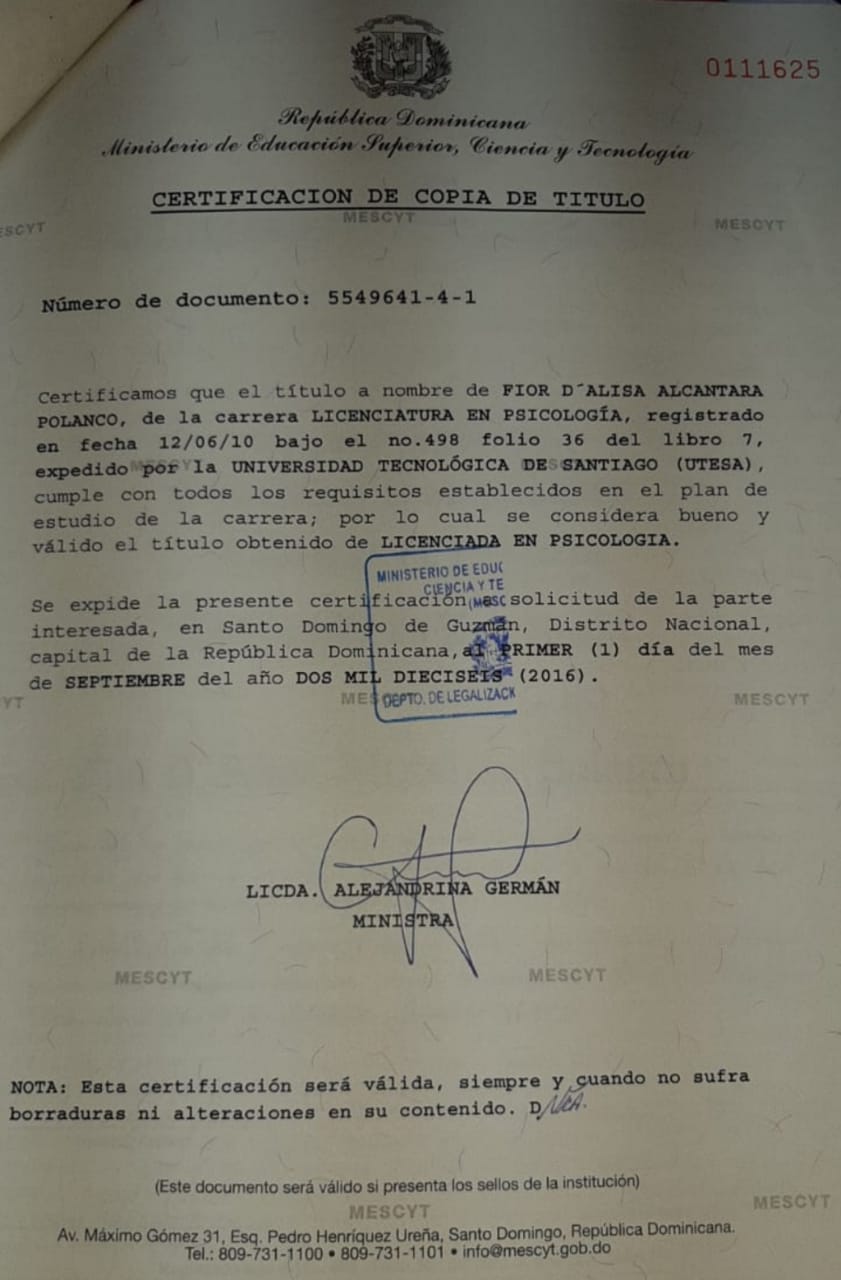 0111625
República Dominicana
Ministerio de Educación Superior, Ciencia y Tecnología
CERTIFICACION DE COPIA DE TITULO
MESCYT
MESCYT
MESCYT
Número de documento: 5549641-4-1
Certificamos que el título a nombre de FIOR D´ALISA ALCANTARA
POLANCO, de la carrera LICENCIATURA EN PSICOLOGÍA, registrado
en fecha 12/06/10 bajo el no.498 folio 36 del libro 7,
expedido por la UNIVERSIDAD TECNOLÓGICA DE SANTIAGO (UTESA),
cumple con todos los requisitos establecidos en el plan de
estudio de la carrera; por lo cual se considera bueno y
válido el título obtenido de LICENCIADA EN PSICOLOGIA.
MINISTERIO DE EDUC
CIENCIA Y TE
(MESC
Se expide la presente certificación a solicitud de la parte
interesada, en Santo Domingo de Guzmán, Distrito Nacional,
capital de la República Dominicana, al PRIMER (1) día del mes
de SEPTIEMBRE del año DOS MIL DIECISEIS (2016).
DEPTO. DE LEGALIZACI
MESCYT
LICDA. ALEJANDRINA GERMÁN
MINISTRA
MESCYT
MESCYT
NOTA: Esta certificación será válida, siempre y cuando no sufra
borraduras ni alteraciones en su contenido.
(Este documento será válido si presenta los sellos de la institución)
MESCYT
MESCYT
Av. Máximo Gómez 31, Esq. Pedro Henríquez Ureña, Santo Domingo, República Dominicana.
Tel.: 809-731-1100 • 809-731-1101 • info@mescyt.gob.do